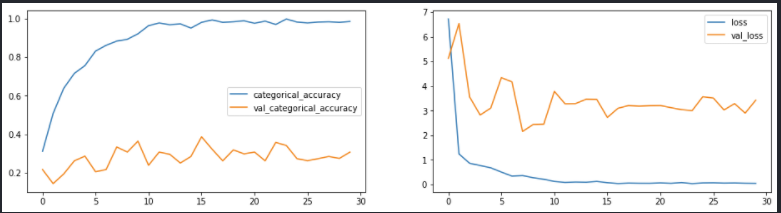 1.0
0.8
0.6
0.4
0.2
0 5 10 15 20 25 30
categorical_accuracy
val_categorical_accuracy
7
6
5
4
3
2
1
0
0 5 10 15 20 25 30
loss
val_loss